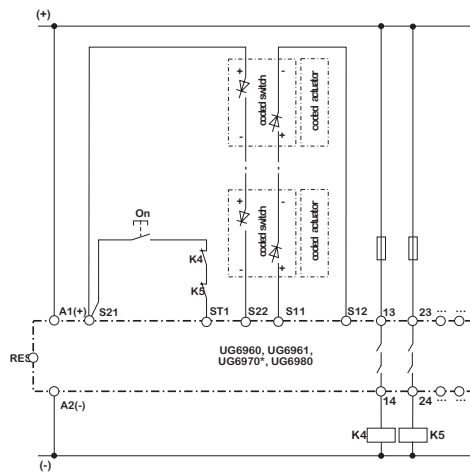 (+)
+
-
coded switch
coded actuator
-
+
+
-
coded switch
coded actuator
-
+
On
K4
K5
A1(+)
S21
ST1
S22
S11
S12
13
23
...
...
RES
UG6960, UG6961,
UG6970*, UG6980
A2(-)
14
24
...
...
K4
K5
(-)